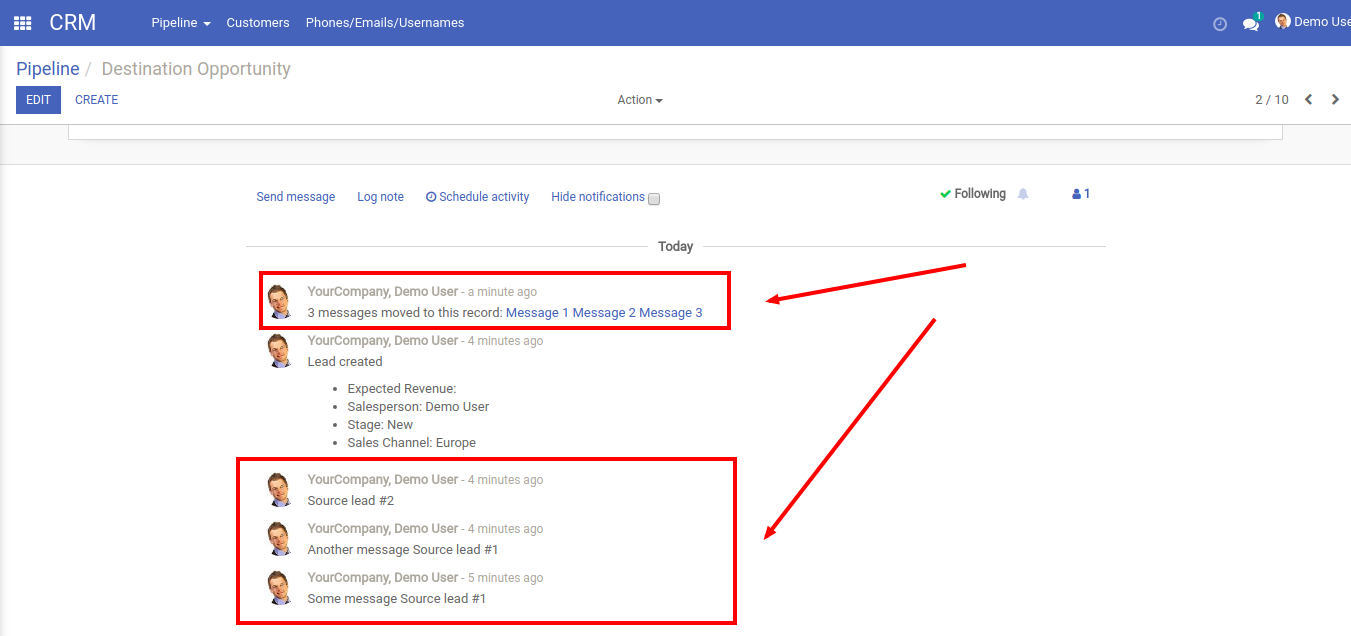 CRM Pipeline Customers Phones/Emails/Usernames 1 Demo Use
Pipeline / Destination Opportunity
EDIT CREATE Action 2 / 10
Send message Log note Schedule activity Hide notifications Following 1
Today
YourCompany, Demo User - a minute ago
3 messages moved to this record: Message 1 Message 2 Message 3
YourCompany, Demo User - 4 minutes ago
Lead created
• Expected Revenue:
• Salesperson: Demo User
• Stage: New
• Sales Channel: Europe
YourCompany, Demo User - 4 minutes ago
Source lead #2
YourCompany, Demo User - 4 minutes ago
Another message Source lead #1
YourCompany, Demo User - 5 minutes ago
Some message Source lead #1